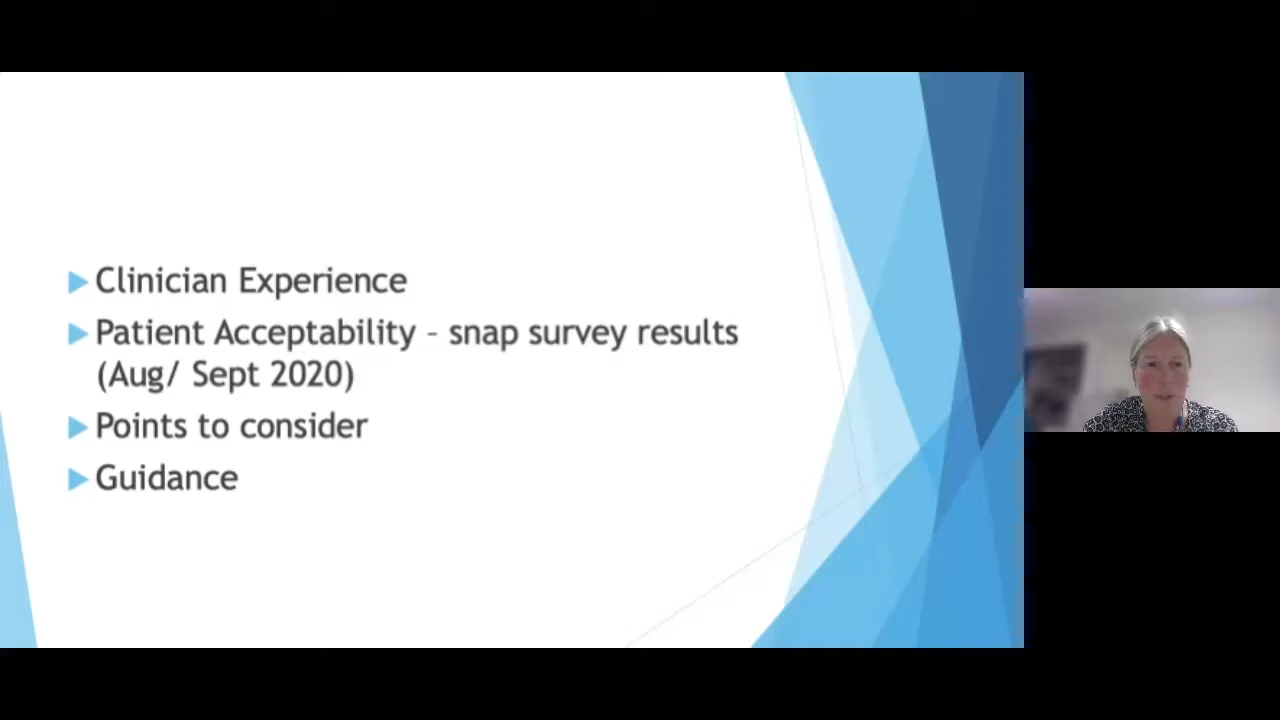 Clinician Experience
Patient Acceptability – snap survey results
(Aug/ Sept 2020)
Points to consider
Guidance